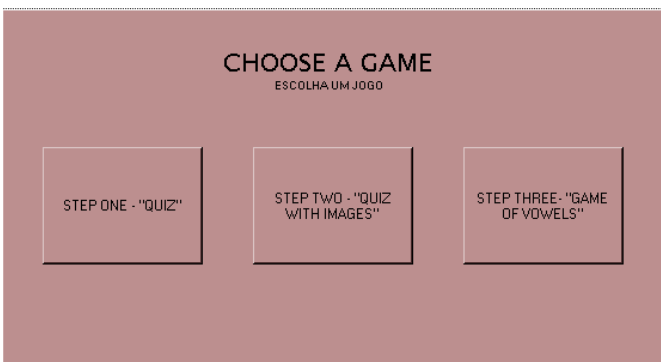 CHOOSE A GAME
ESCOLHA UM JOGO
STEP ONE - "QUIZ"
STEP TWO - "QUIZ
WITH IMAGES"
STEP THREE- "GAME
OF VOWELS"